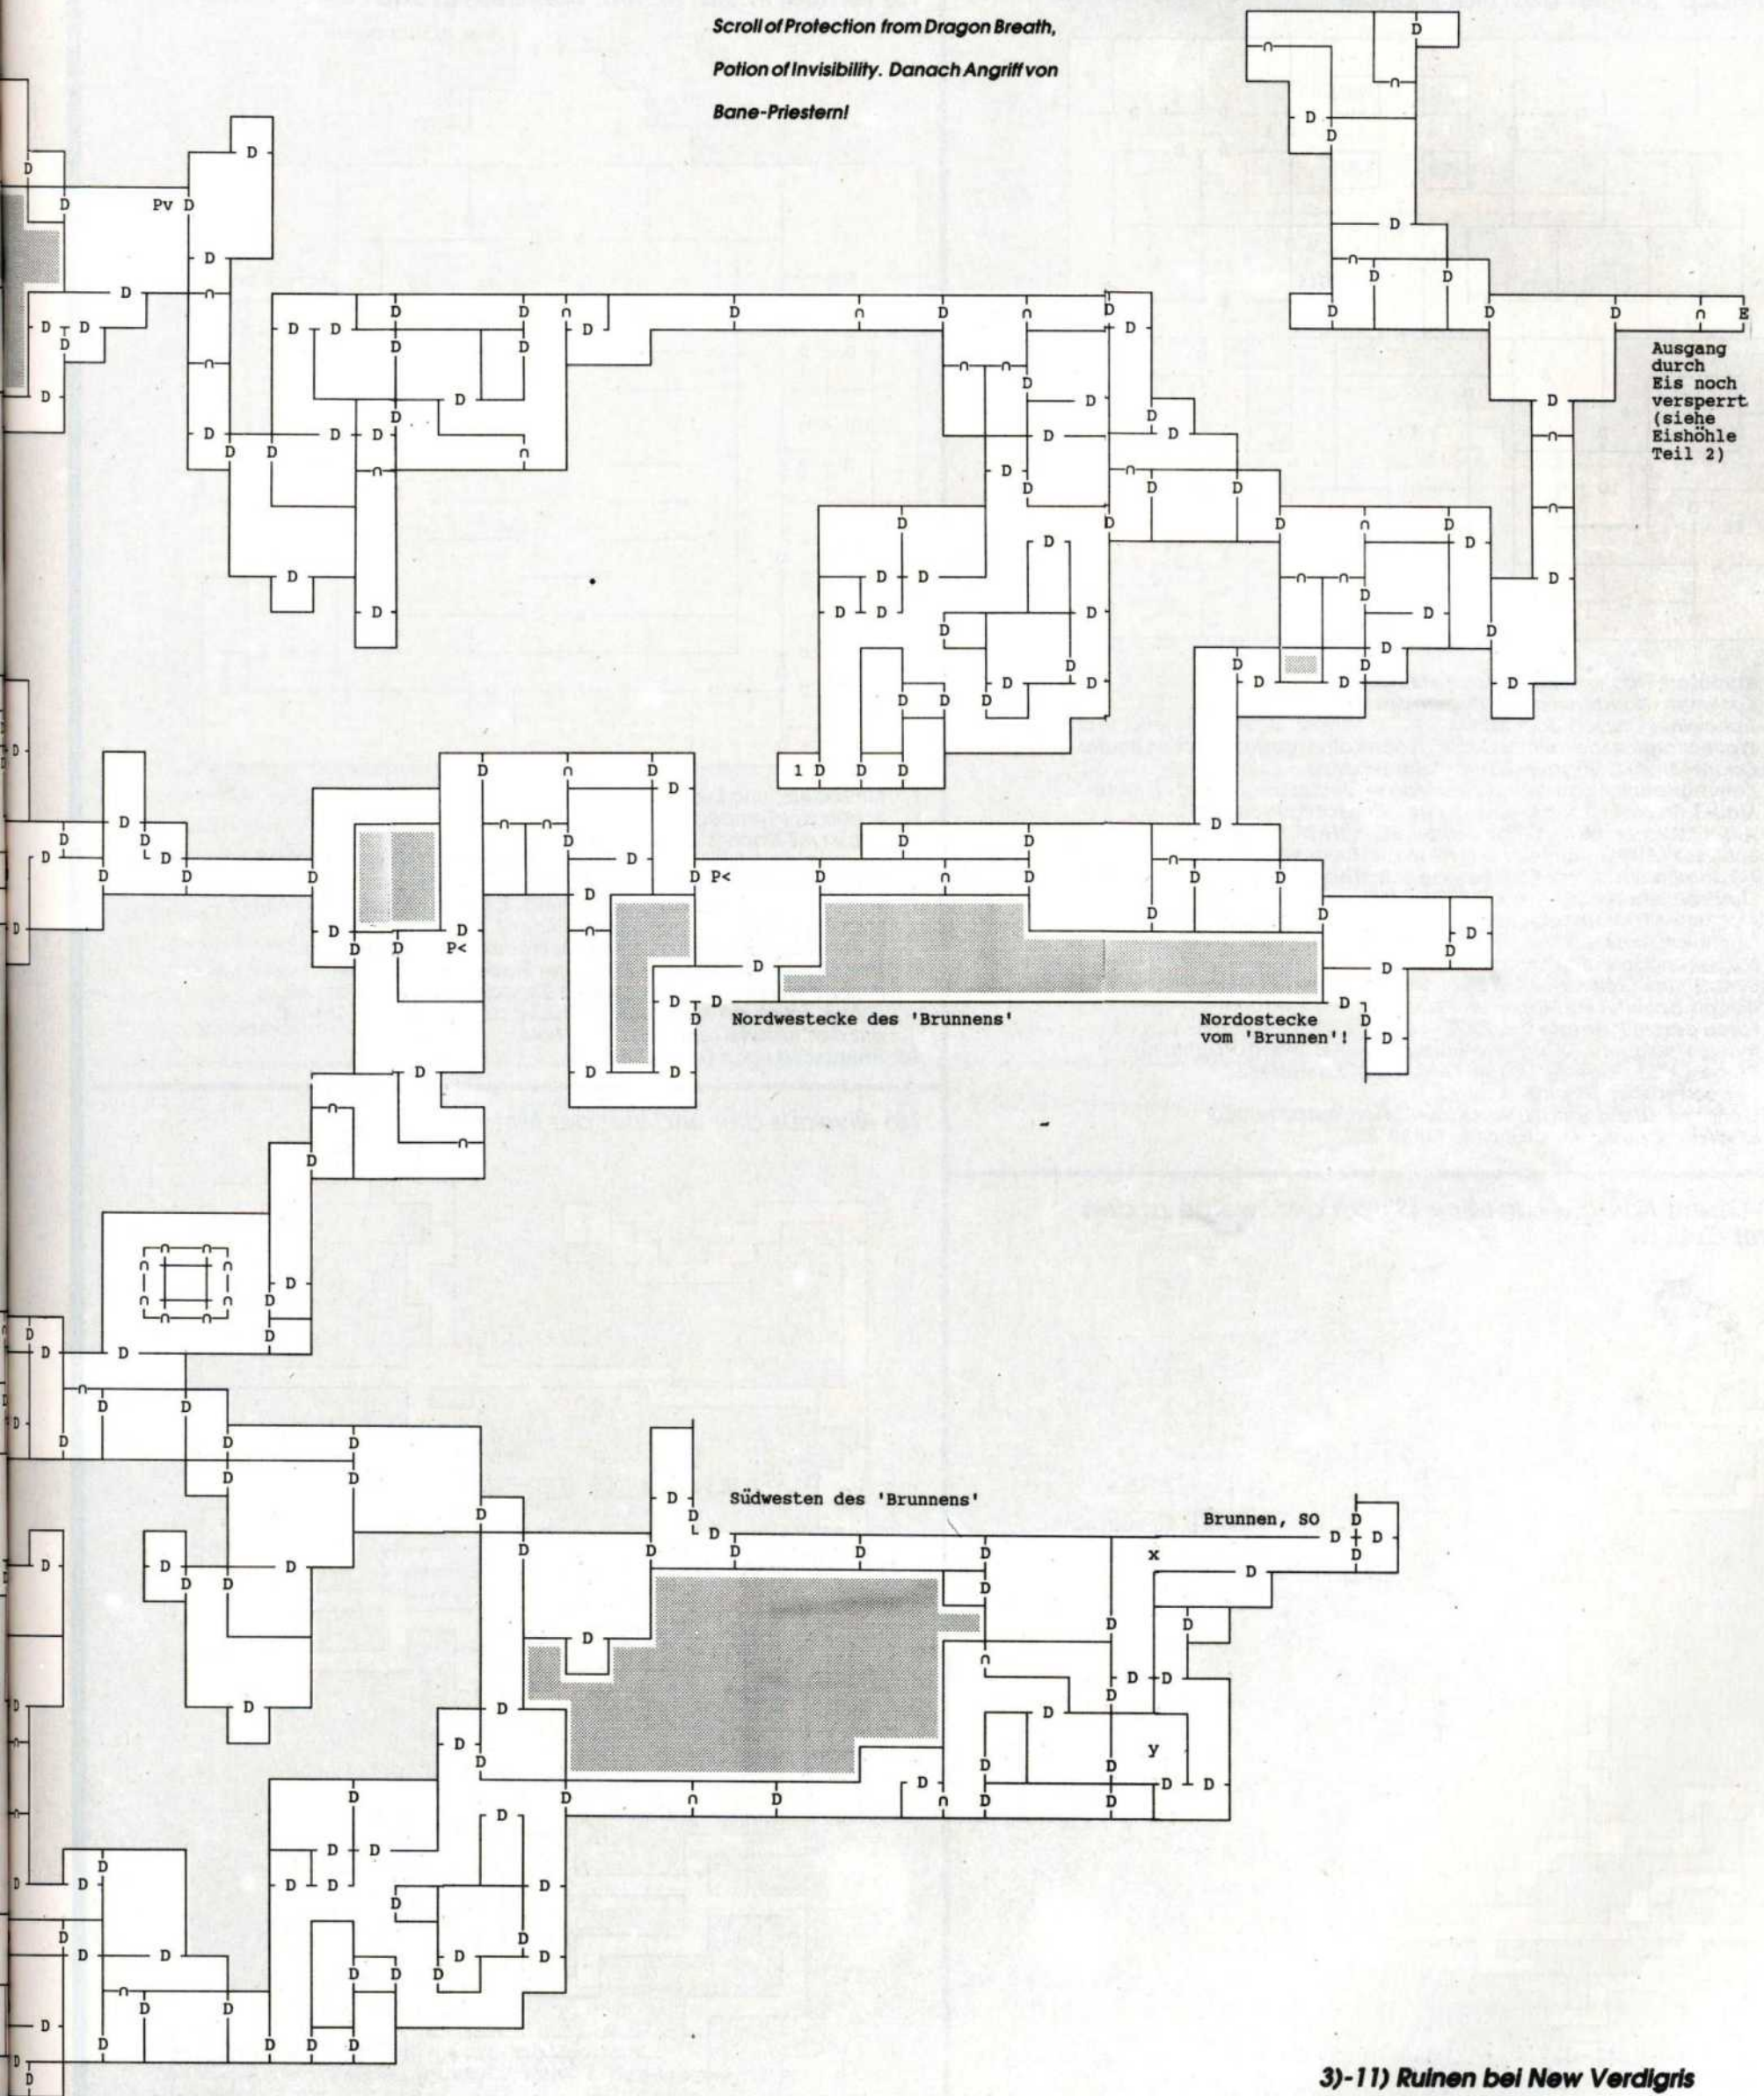 Scroll of Protection from Dragon Breath,
Potion of Invisibility. Danach Angriff von
Bane-Priestern!
Pv
Ausgang
durch
Eis noch
versperrt
(siehe
Eishöhle
Teil 2)
1
P<
P<
Nordwestecke des 'Brunnens'
Nordostecke
vom 'Brunnen'!
Südwesten des 'Brunnens'
Brunnen, SO
x
y
3)-11) Ruinen bei New Verdigris